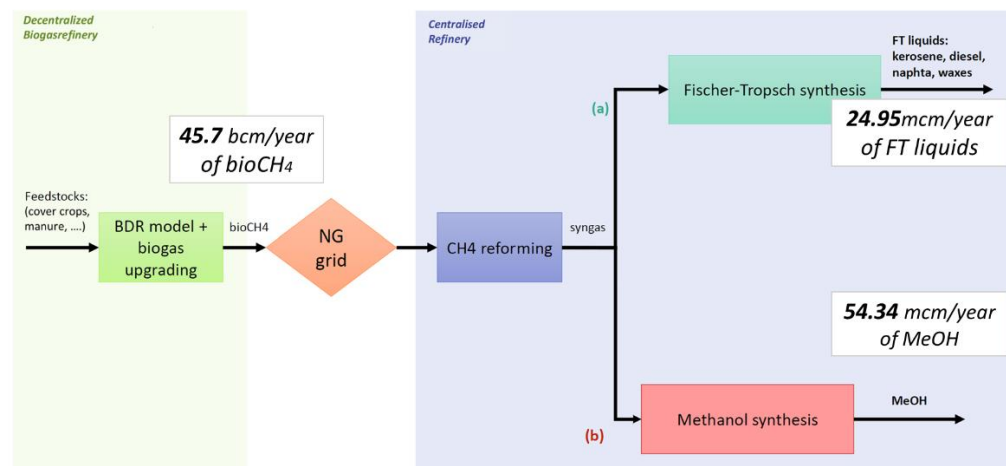 Decentralized
Biogasrefinery
Centralised
Refinery
FT liquids:
kerosene, diesel,
naphta, waxes
Fischer-Tropsch synthesis
(a)
24.95mcm/year
of FT liquids
45.7 bcm/year
of bioCH4
Feedstocks:
(cover crops,
manure, ....)
BDR model +
biogas
upgrading
bioCH4
NG
grid
CH4 reforming
syngas
54.34 mcm/year
of MeOH
Methanol synthesis
MeOH
(b)